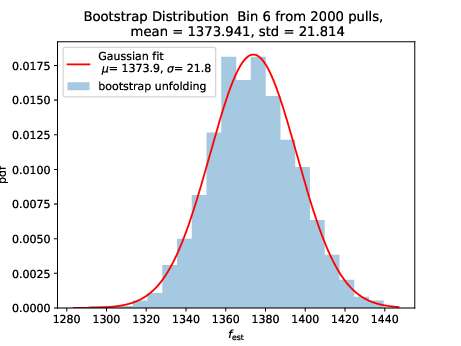 Bootstrap Distribution  Bin 6 from 2000 pulls,
mean = 1373.941, std = 21.814
Gaussian fit
μ= 1373.9, σ= 21.8
bootstrap unfolding
pdf
0.0175
0.0150
0.0125
0.0100
0.0075
0.0050
0.0025
0.0000
1280 1300 1320 1340 1360 1380 1400 1420 1440
f_est